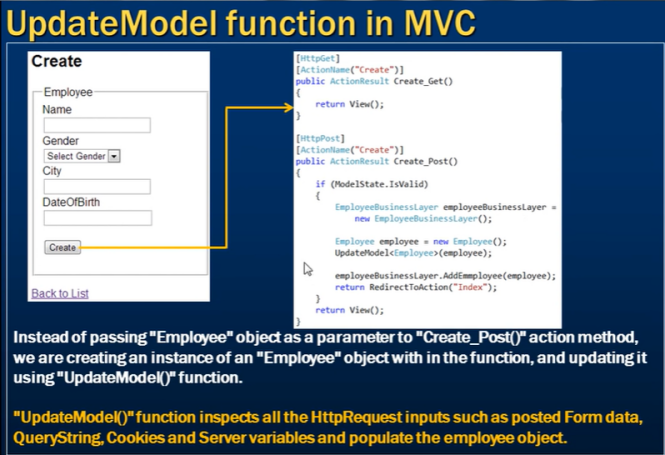 UpdateModel function in MVC
Create
Employee
Name
Gender
Select Gender
City
DateOfBirth
Create
Back to List
[HttpGet]
[ActionName("Create")]
public ActionResult Create_Get()
{
return View();
}
[HttpPost]
[ActionName("Create")]
public ActionResult Create_Post()
{
if (ModelState.IsValid)
{
EmployeeBusinessLayer employeeBusinessLayer =
new EmployeeBusinessLayer();
Employee employee = new Employee();
UpdateModel<Employee>(employee);
employeeBusinessLayer.AddEmmployee(employee);
return RedirectToAction("Index");
}
return View();
}
Instead of passing "Employee" object as a parameter to "Create_Post()" action method,
we are creating an instance of an "Employee" object with in the function, and updating it
using "UpdateModel()" function.
"UpdateModel()" function inspects all the HttpRequest inputs such as posted Form data,
QueryString, Cookies and Server variables and populate the employee object.